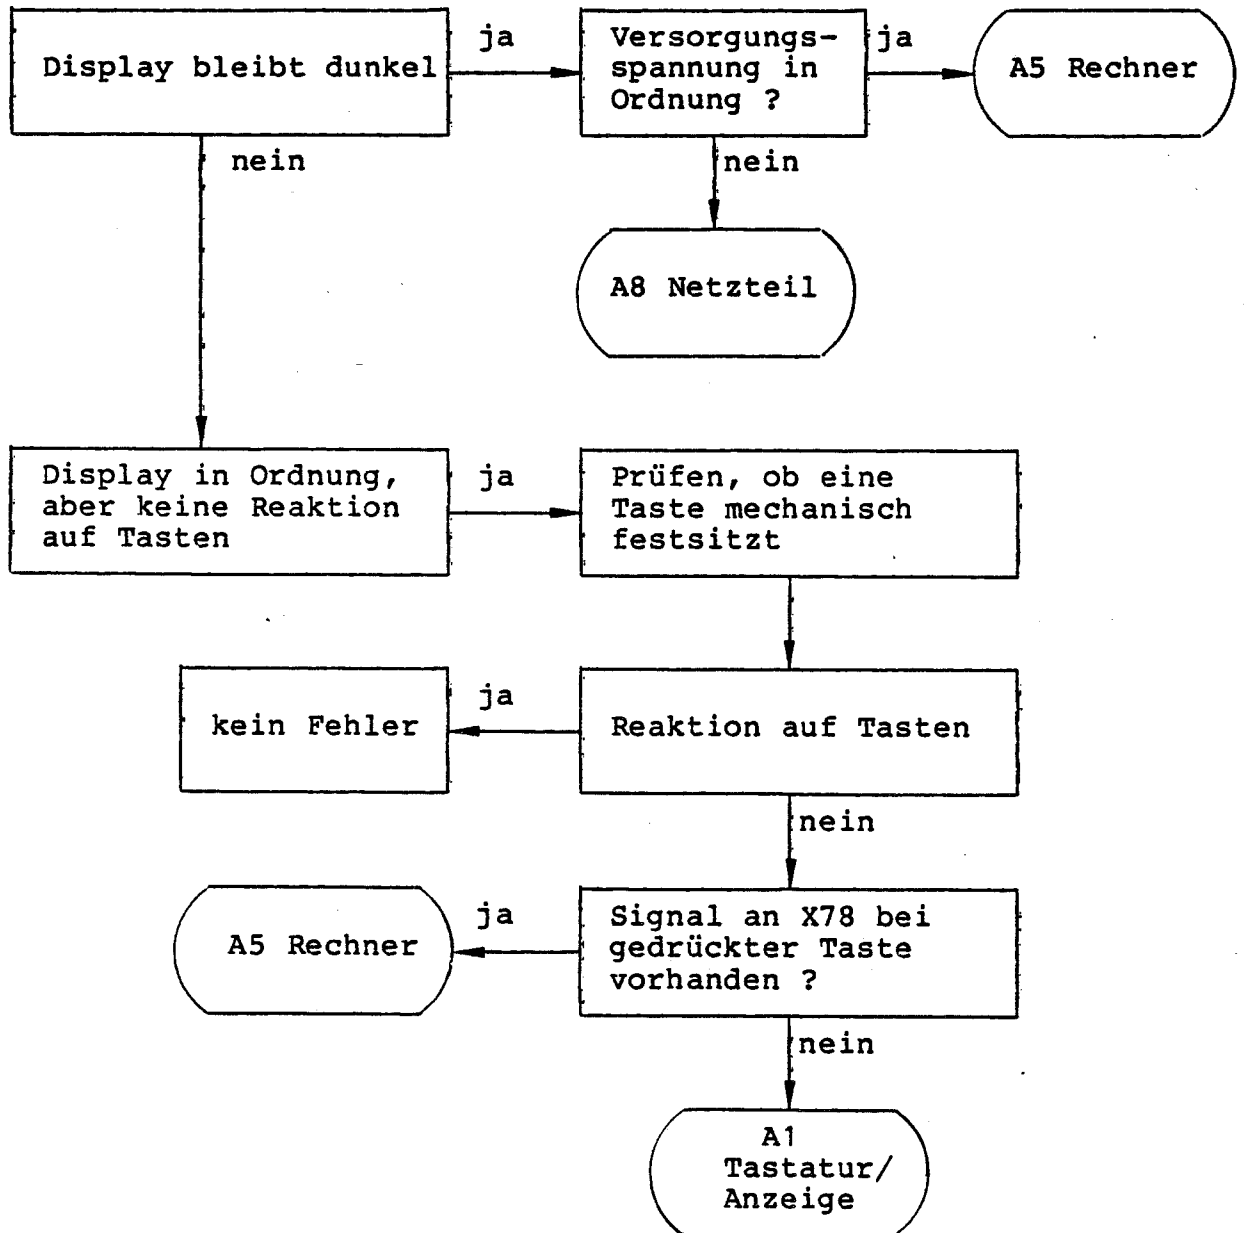 Display bleibt dunkel
ja
Versorgungs-
spannung in
Ordnung ?
ja
A5 Rechner
nein
nein
A8 Netzteil
Display in Ordnung,
aber keine Reaktion
auf Tasten
ja
Prüfen, ob eine
Taste mechanisch
festsitzt
kein Fehler
ja
Reaktion auf Tasten
nein
A5 Rechner
ja
Signal an X78 bei
gedrückter Taste
vorhanden ?
nein
A1
Tastatur/
Anzeige